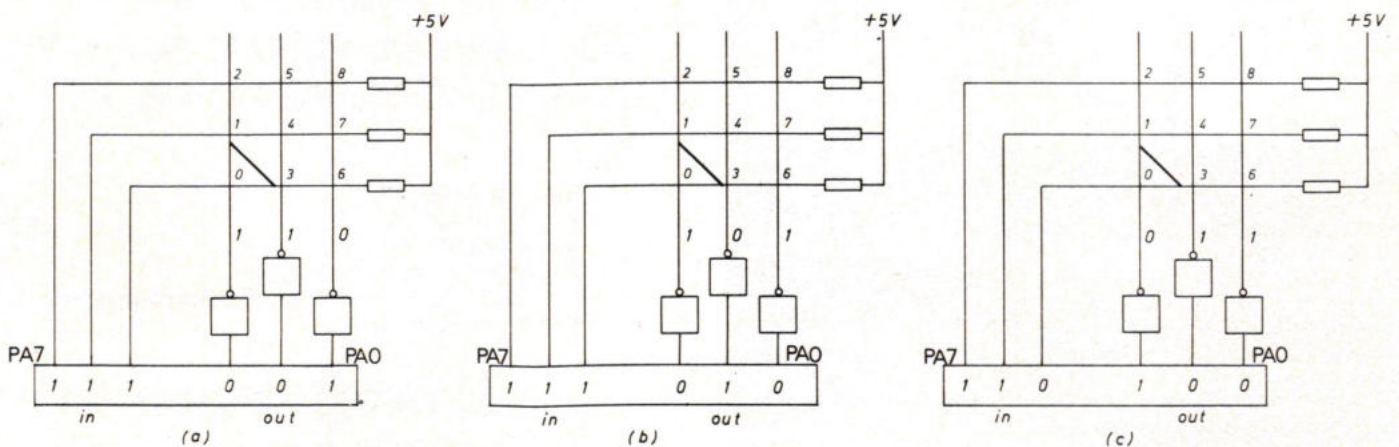 +5V +5V +5V
2 5 8 2 5 8 2 5 8
1 4 7 1 4 7 1 4 7
0 3 6 0 3 6 0 3 6
1 1 0 1 0 1 0 1 1
PA7 PA0 PA7 PA0 PA7 PA0
1 1 1 0 0 1 1 1 1 0 1 0 1 1 0 1 0 0
in out in out in out
(a) (b) (c)